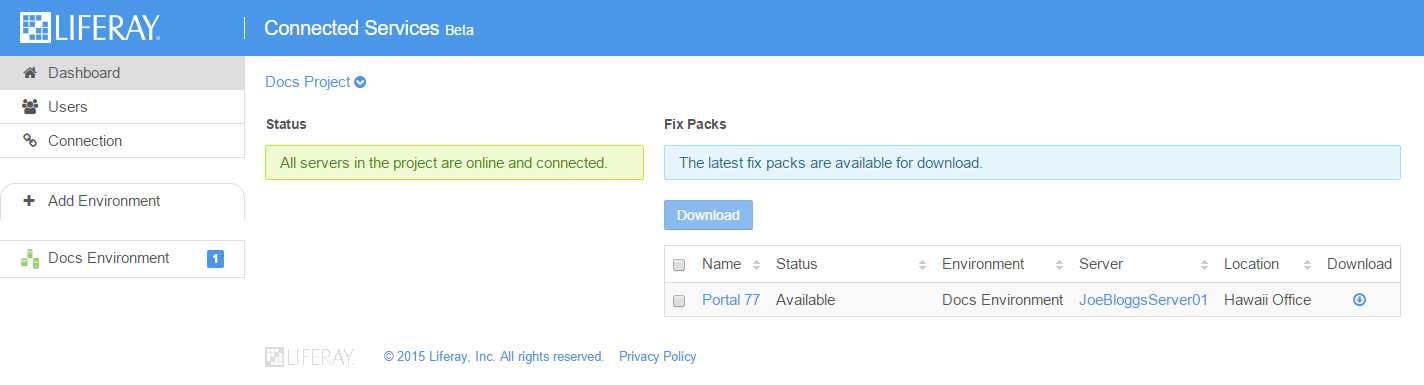 LIFERAY. Connected Services Beta
Dashboard
Users
Connection
Add Environment
Docs Environment 1
Docs Project
Status
All servers in the project are online and connected.
Fix Packs
The latest fix packs are available for download.
Download
Name Status Environment Server Location Download
Portal 77 Available Docs Environment JoeBloggsServer01 Hawaii Office
LIFERAY. © 2015 Liferay, Inc. All rights reserved. Privacy Policy